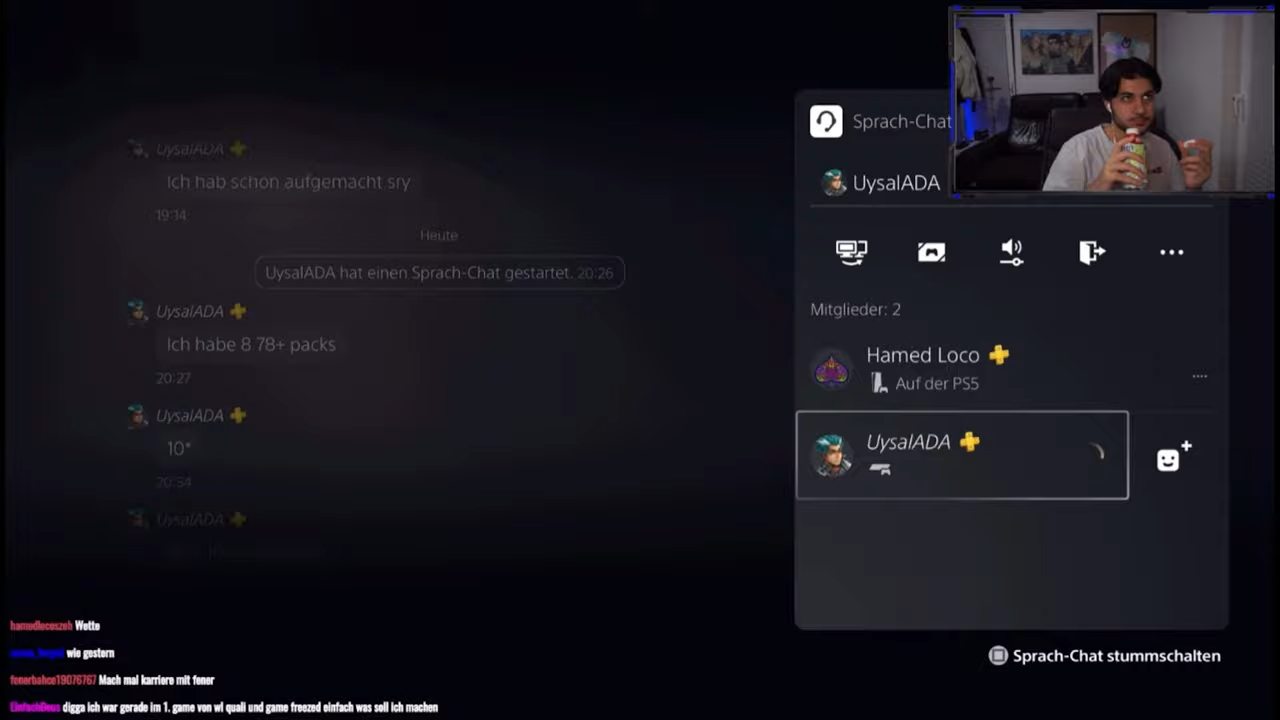 UysalADA
Ich hab schon aufgemacht sry
19:14
Heute
UysalADA hat einen Sprach-Chat gestartet. 20:26
UysalADA
Ich habe 8 78+ packs
20:27
UysalADA
10*
20:34
UysalADA
Sprach-Chat
UysalADA
Mitglieder: 2
Hamed Loco
Auf der PS5
UysalADA
Sprach-Chat stummschalten
hamedlocoszeh Wette
wie gestern
fenerbahce19076767 Mach mal karriere mit fener
EinfachDeus digga ich war gerade im 1. game von wl quali und game freezed einfach was soll ich machen